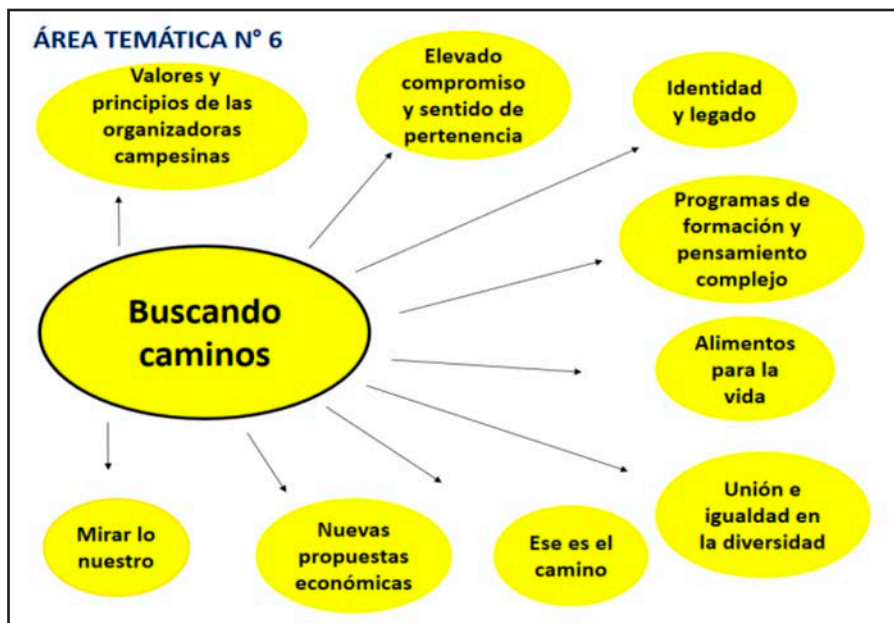 ÁREA TEMÁTICA N° 6
Valores y
principios de las
organizadoras
campesinas
Elevado
compromiso
y sentido de
pertenencia
Identidad
y legado
Programas de
formación y
pensamiento
complejo
Buscando
caminos
Alimentos
para la
vida
Unión e
igualdad en
la diversidad
Mirar lo
nuestro
Nuevas
propuestas
económicas
Ese es el
camino